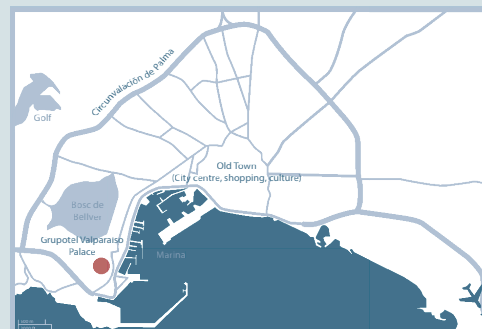 Circunvalación de Palma
Golf
Old Town
(City centre, shopping, culture)
Bosc de
Bellver
Grupotel Valparaiso
Palace
Marina